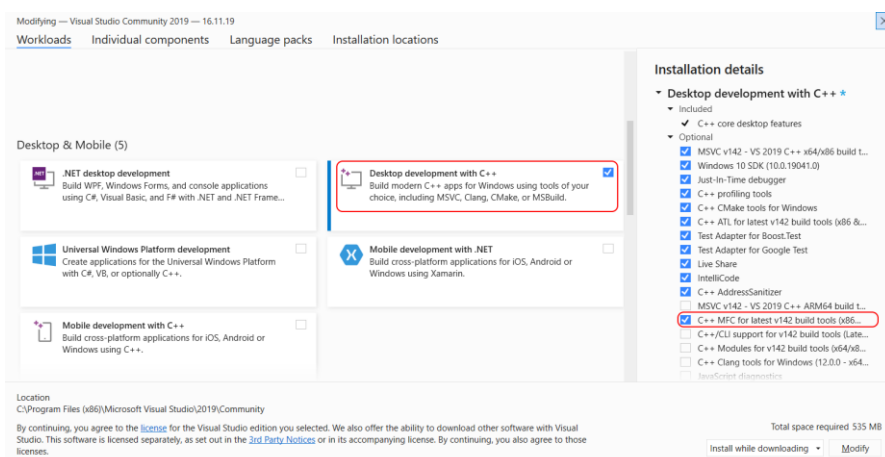 Modifying — Visual Studio Community 2019 — 16.11.19
Workloads Individual components Language packs Installation locations
Desktop & Mobile (5)
.NET desktop development
Build WPF, Windows Forms, and console applications
using C#, Visual Basic, and F# with .NET and .NET Frame...
Desktop development with C++
Build modern C++ apps for Windows using tools of your
choice, including MSVC, Clang, CMake, or MSBuild.
Universal Windows Platform development
Create applications for the Universal Windows Platform
with C#, VB, or optionally C++.
Mobile development with .NET
Build cross-platform applications for iOS, Android or
Windows using Xamarin.
Mobile development with C++
Build cross-platform applications for iOS, Android or
Windows using C++.
Installation details
Desktop development with C++ *
Included
C++ core desktop features
Optional
MSVC v142 - VS 2019 C++ x64/x86 build t...
Windows 10 SDK (10.0.19041.0)
Just-In-Time debugger
C++ profiling tools
C++ CMake tools for Windows
C++ ATL for latest v142 build tools (x86 &...
Test Adapter for Boost.Test
Test Adapter for Google Test
Live Share
IntelliCode
C++ AddressSanitizer
MSVC v142 - VS 2019 C++ ARM64 build t...
C++ MFC for latest v142 build tools (x86...
C++/CLI support for v142 build tools (Late...
C++ Modules for v142 build tools (x64/x8...
C++ Clang tools for Windows (12.0.0 - x64...
JavaScript diagnostics
Location
C:\Program Files (x86)\Microsoft Visual Studio\2019\Community
By continuing, you agree to the license for the Visual Studio edition you selected. We also offer the ability to download other software with Visual
Studio. This software is licensed separately, as set out in the 3rd Party Notices or in its accompanying license. By continuing, you also agree to those
licenses.
Total space required 535 MB
Install while downloading Modify